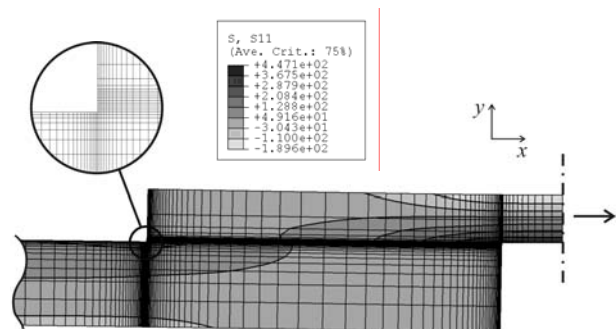 S, S11
(Ave. Crit.: 75%)
+4.471e+02
+3.675e+02
+2.879e+02
+2.084e+02
+1.288e+02
+4.916e+01
-3.043e+01
-1.100e+02
-1.896e+02
y
x